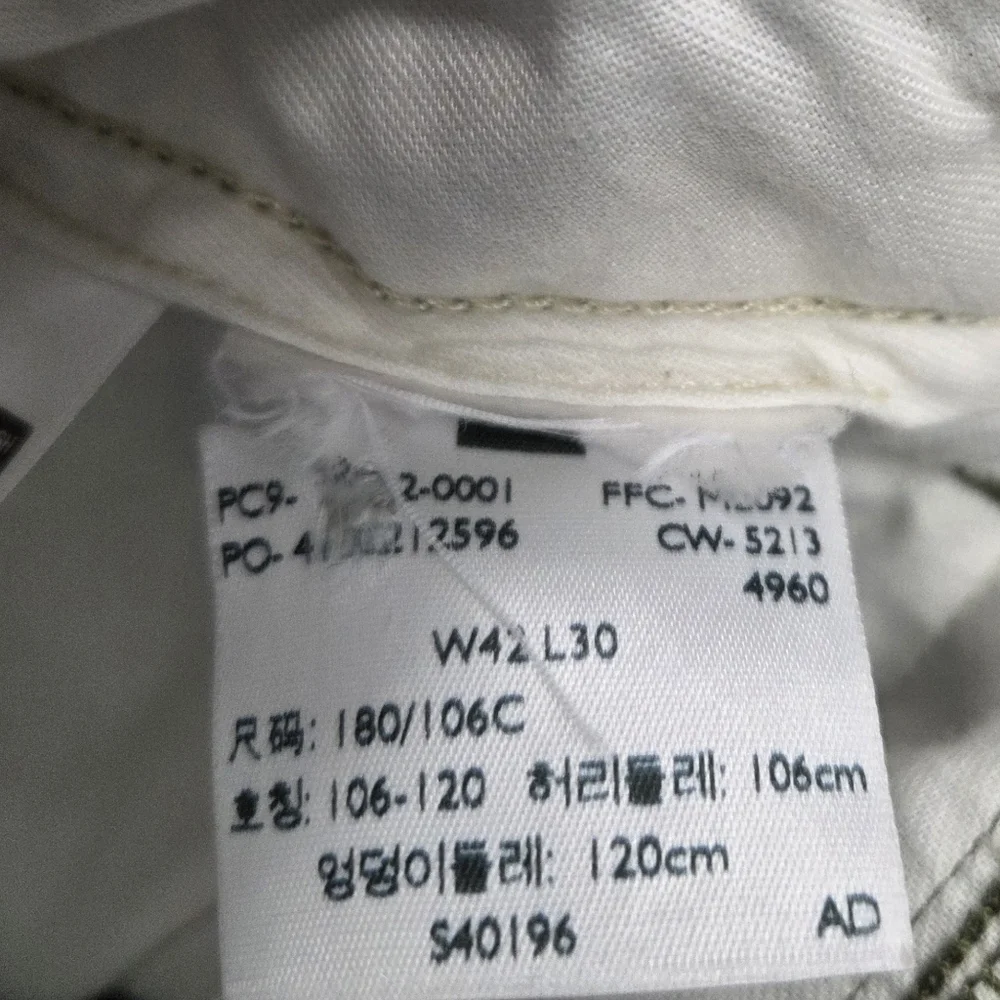 PC9- 2-0001 FFC-
PO- CW- 5213
4960
W42 L30
尺码: 180/106C
호칭: 106-120 허리둘레: 106cm
엉덩이둘레: 120cm
S40196 AD